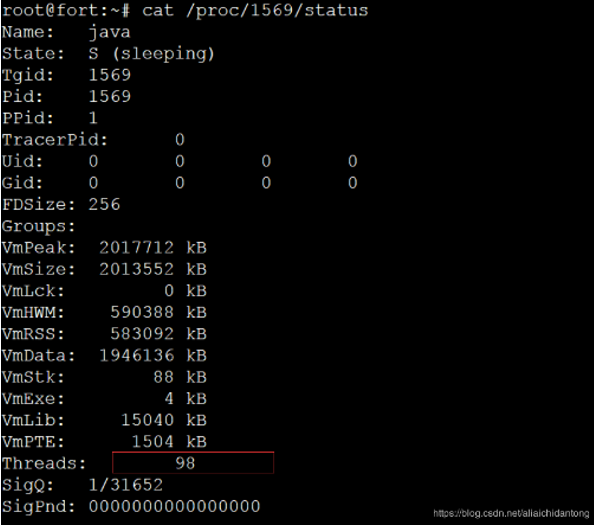 root@fort:~# cat /proc/1569/status
Name:   java
State:  S (sleeping)
Tgid:   1569
Pid:    1569
PPid:   1
TracerPid:      0
Uid:    0       0       0       0
Gid:    0       0       0       0
FDSize: 256
Groups:
VmPeak:  2017712 kB
VmSize:  2013552 kB
VmLck:         0 kB
VmHWM:    590388 kB
VmRSS:    583092 kB
VmData:  1946136 kB
VmStk:        88 kB
VmExe:         4 kB
VmLib:     15040 kB
VmPTE:      1504 kB
Threads:        98
SigQ:   1/31652
SigPnd: 0000000000000000
https://blog.csdn.net/aliaichidantong